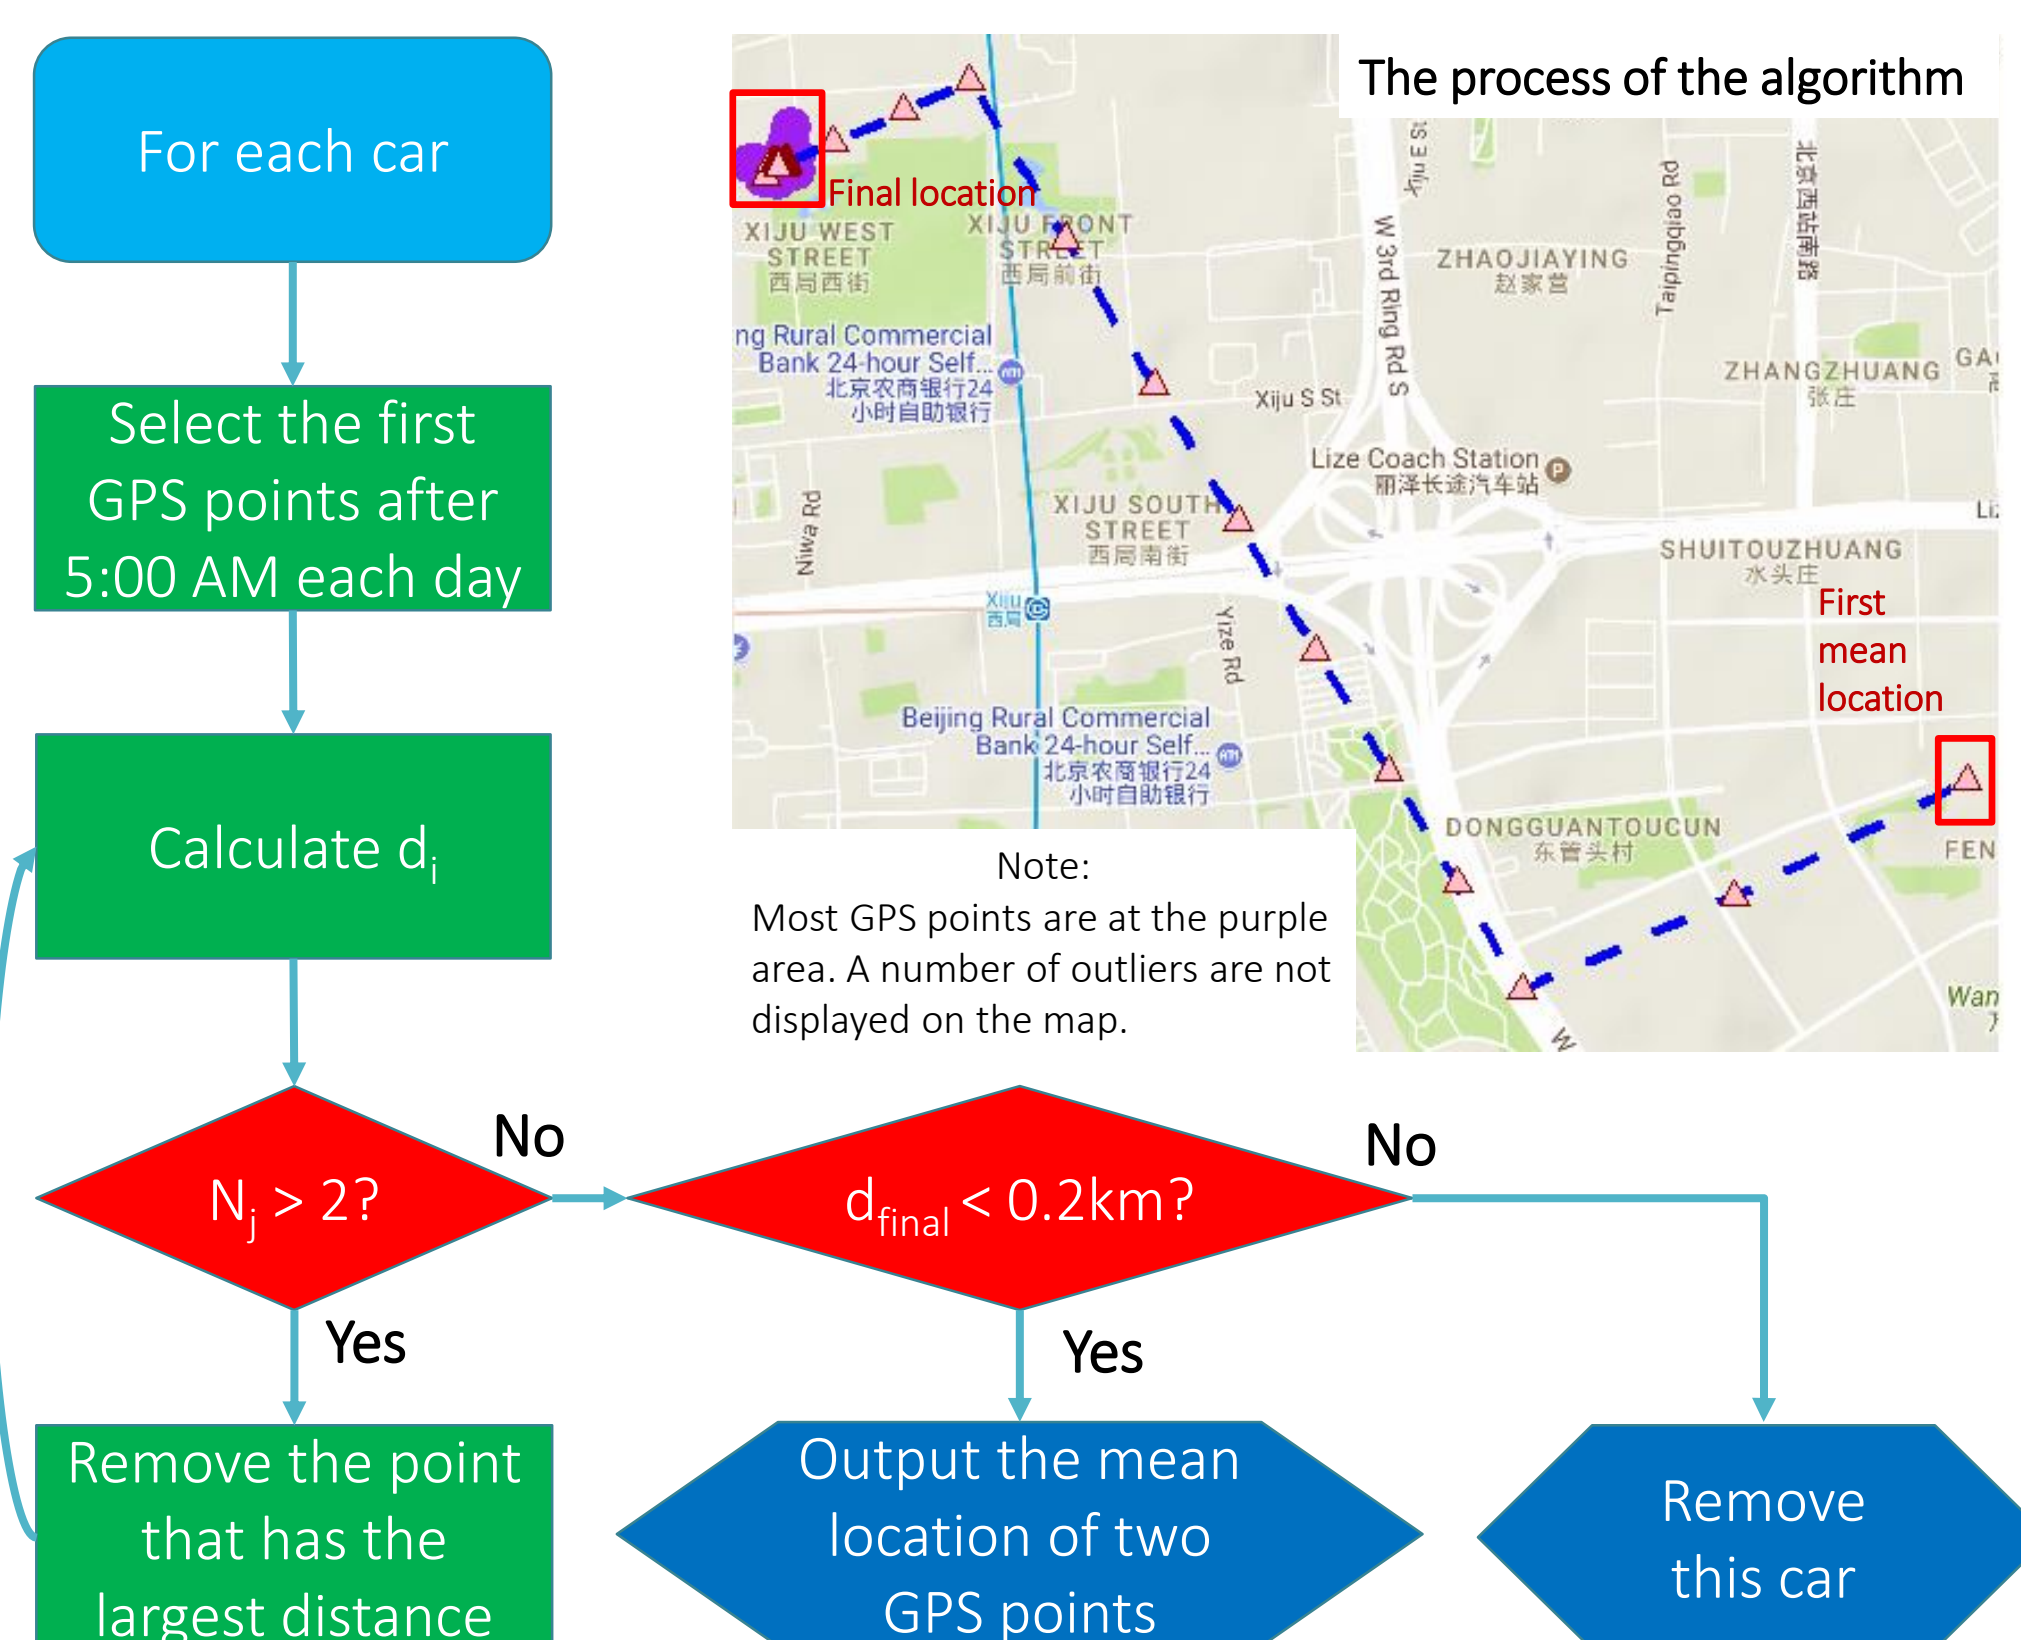 For each car
Select the first
GPS points after
5:00 AM each day
Calculate di
Nj > 2?
No
Yes
Remove the point
that has the
largest distance
dfinal < 0.2km?
No
Yes
Output the mean
location of two
GPS points
Remove
this car
The process of the algorithm
Final location
XIJU WEST
STREET
西局西街
XIJU FRONT
STREET
西局前街
ng Rural Commercial
Bank 24-hour Self...
北京农商银行24
小时自助银行
Xiju E St
W 3rd Ring Rd S
Taipingqiao Rd
北京西站南路
ZHAOJIAYING
赵家营
ZHANGZHUANG
张庄
GA
Xiju S St
Lize Coach Station
丽泽长途汽车站
Niwa Rd
XIJU SOUTH
STREET
西局南街
Liz
SHUITOUZHUANG
水头庄
Xiju
西局
Yize Rd
First
mean
location
Beijing Rural Commercial
Bank 24-hour Self...
北京农商银行24
小时自助银行
DONGGUANTOUCUN
东管头村
FEN
Wan
W
Note:
Most GPS points are at the purple
area. A number of outliers are not
displayed on the map.